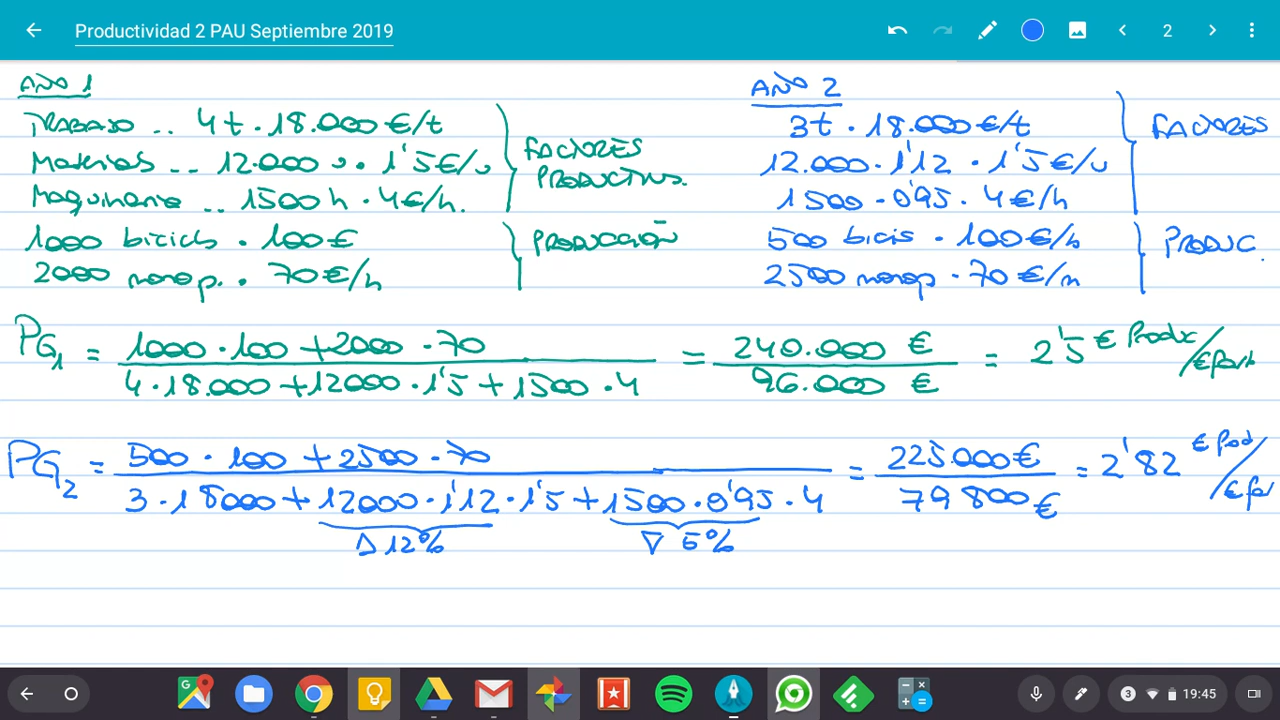 Productividad 2 PAU Septiembre 2019
2
AÑO 1
TRABAJO .. 4t · 18.000 €/t
Materias .. 12.000 u · 1'5 €/u
Maquinaria .. 1500 h · 4€/h.
FACTORES
PRODUCTIVOS.
1000 bicicls · 100€
2000 monop. · 70 €/h
PRODUCCIÓN
AÑO 2
3t · 18.000 €/t
12.000 · 1'12 · 1'5 €/u
1500 · 0'95 · 4 €/h
FACTORES
500 bicis · 100 €/b
2500 monop · 70 €/m
PRODUC.
PG1 = 1000 · 100 + 2000 · 70 / 4 · 18.000 + 12000 · 1'5 + 1500 · 4 = 240.000 € / 96.000 € = 2'5 € Produc/
PG2 = 500 · 100 + 2500 · 70 / 3 · 18000 + 12000 · 1'12 · 1'5 + 1500 · 0'95 · 4 = 225.000 € / 79800 € = 2'82 € Prod/
Δ 12% ∇ 5%
3 19:45